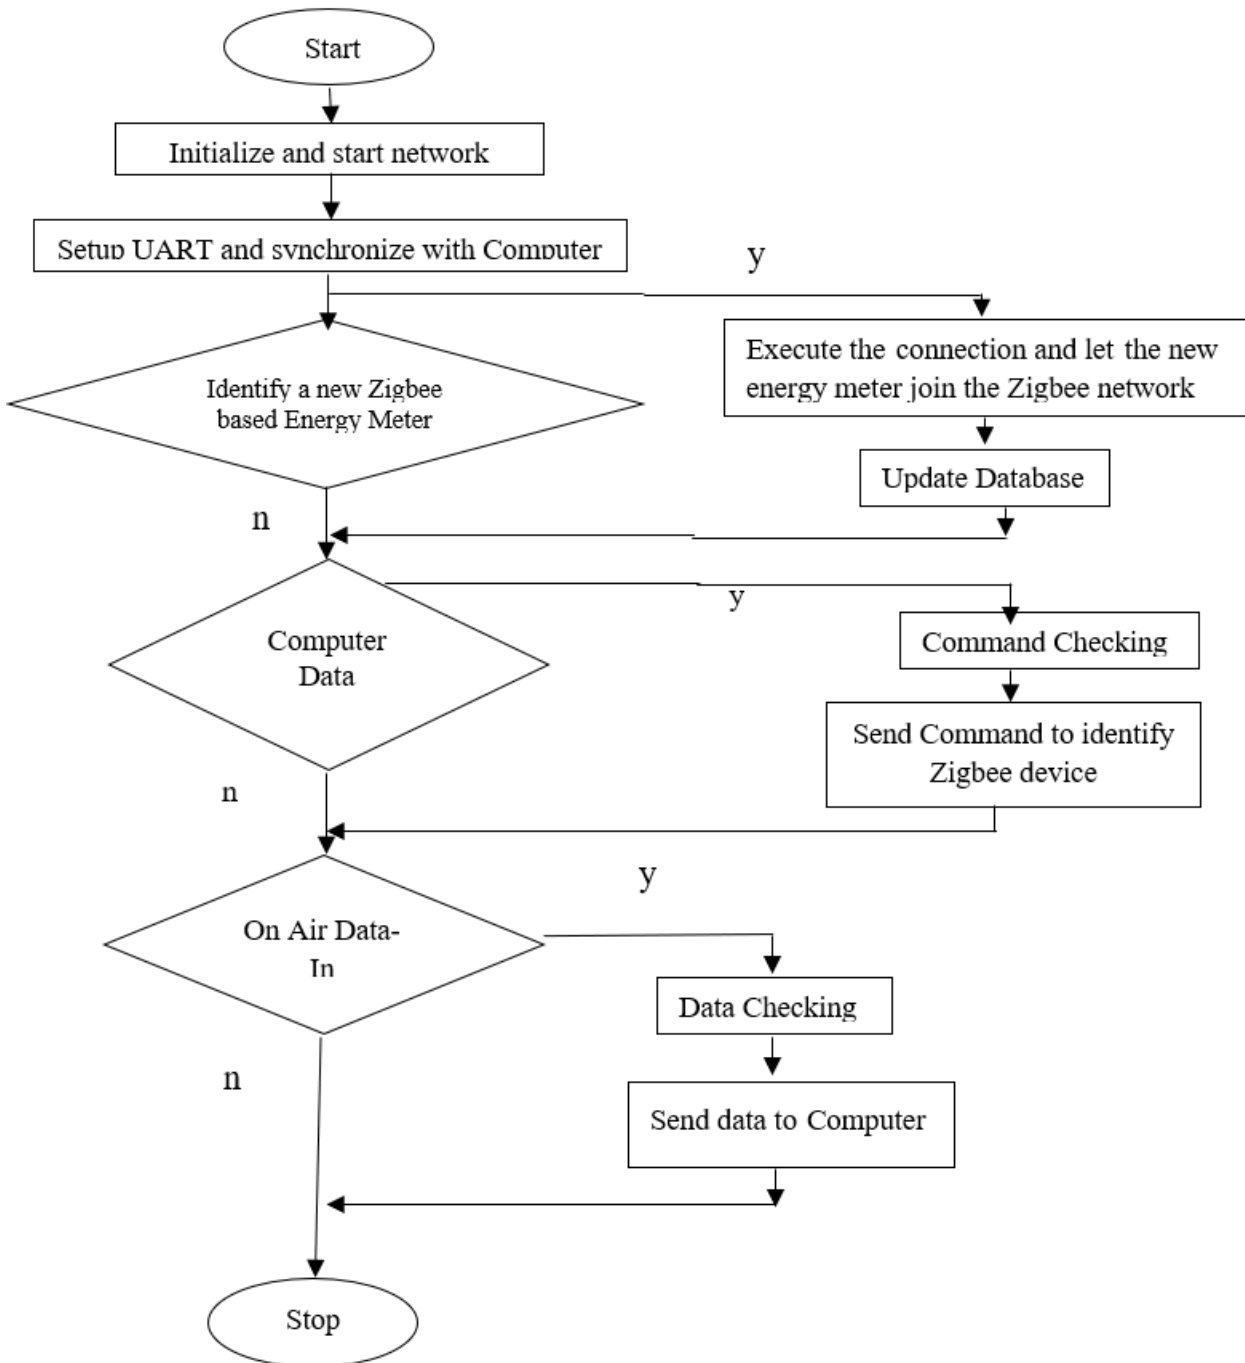 Start
Initialize and start network
Setup UART and synchronize with Computer
y
Execute the connection and let the new
energy meter join the Zigbee network
Identify a new Zigbee
based Energy Meter
Update Database
n
y
Computer
Data
Command Checking
Send Command to identify
Zigbee device
n
y
On Air Data-
In
Data Checking
n
Send data to Computer
Stop